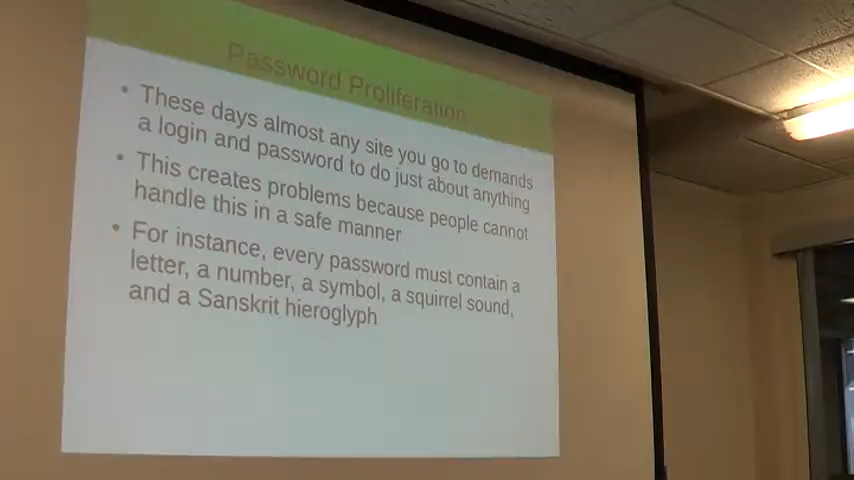 Password Proliferation
• These days almost any site you go to demands
a login and password to do just about anything
• This creates problems because people cannot
handle this in a safe manner
• For instance, every password must contain a
letter, a number, a symbol, a squirrel sound,
and a Sanskrit hieroglyph